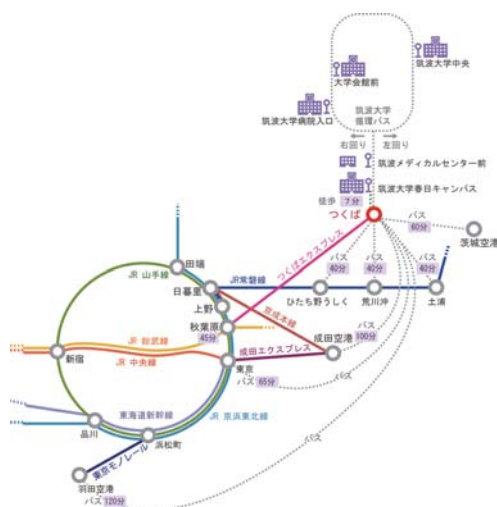 筑波大学中央
大学会館前
筑波大学病院入口
筑波大学
循環バス
右回り
左回り
筑波メディカルセンター前
筑波大学春日キャンパス
徒歩 7分
つくば
バス
60分
茨城空港
つくばエクスプレス
バス
40分
バス
40分
バス
40分
田端
JR 山手線
日暮里
JR常磐線
ひたち野うしく
荒川沖
土浦
上野
京成本線
秋葉原
45分
JR 総武線
成田空港
バス
100分
新宿
JR 中央線
成田エクスプレス
東京
バス 65分
バス
東海道新幹線
JR 京浜東北線
品川
浜松町
バス
東京モノレール
羽田空港
バス 120分